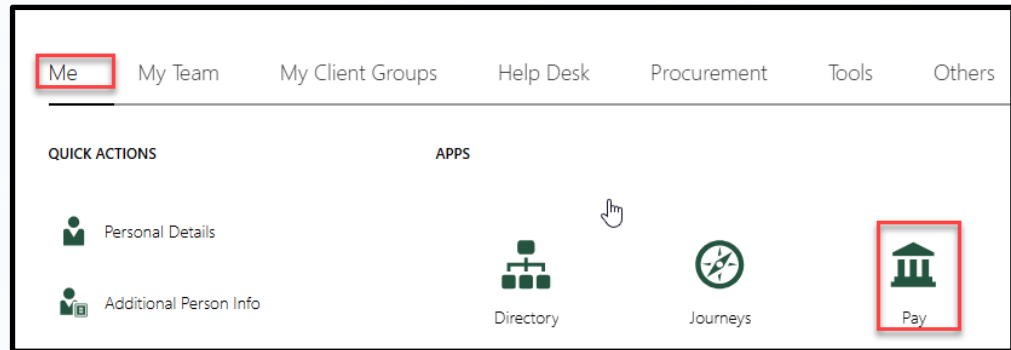 Me My Team My Client Groups Help Desk Procurement Tools Others
QUICK ACTIONS APPS
Personal Details
Additional Person Info
Directory Journeys Pay